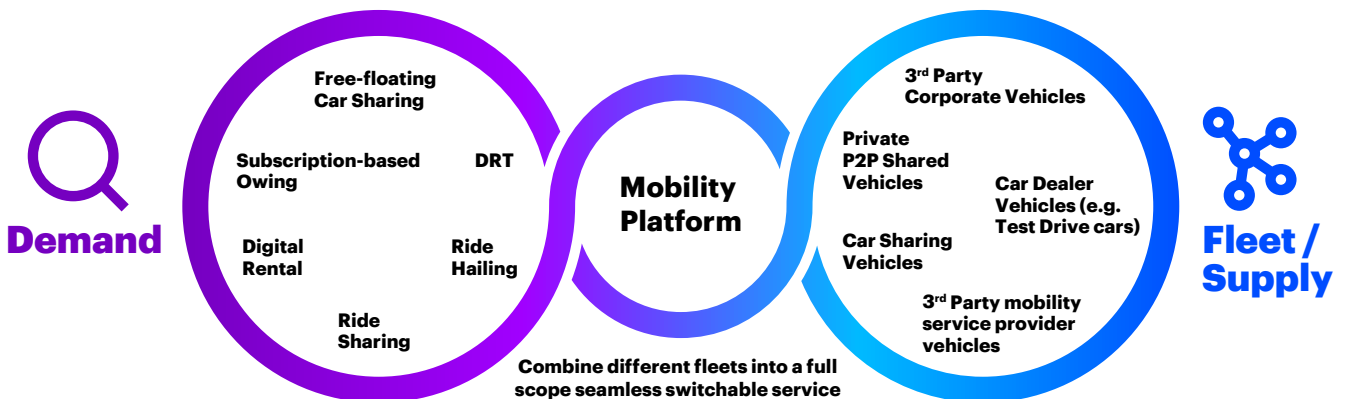 Demand
Free-floating
Car Sharing
Subscription-based
Owing
DRT
Digital
Rental
Ride
Hailing
Ride
Sharing
Mobility
Platform
Combine different fleets into a full
scope seamless switchable service
3rd Party
Corporate Vehicles
Private
P2P Shared
Vehicles
Car Dealer
Vehicles (e.g.
Test Drive cars)
Car Sharing
Vehicles
3rd Party mobility
service provider
vehicles
Fleet /
Supply